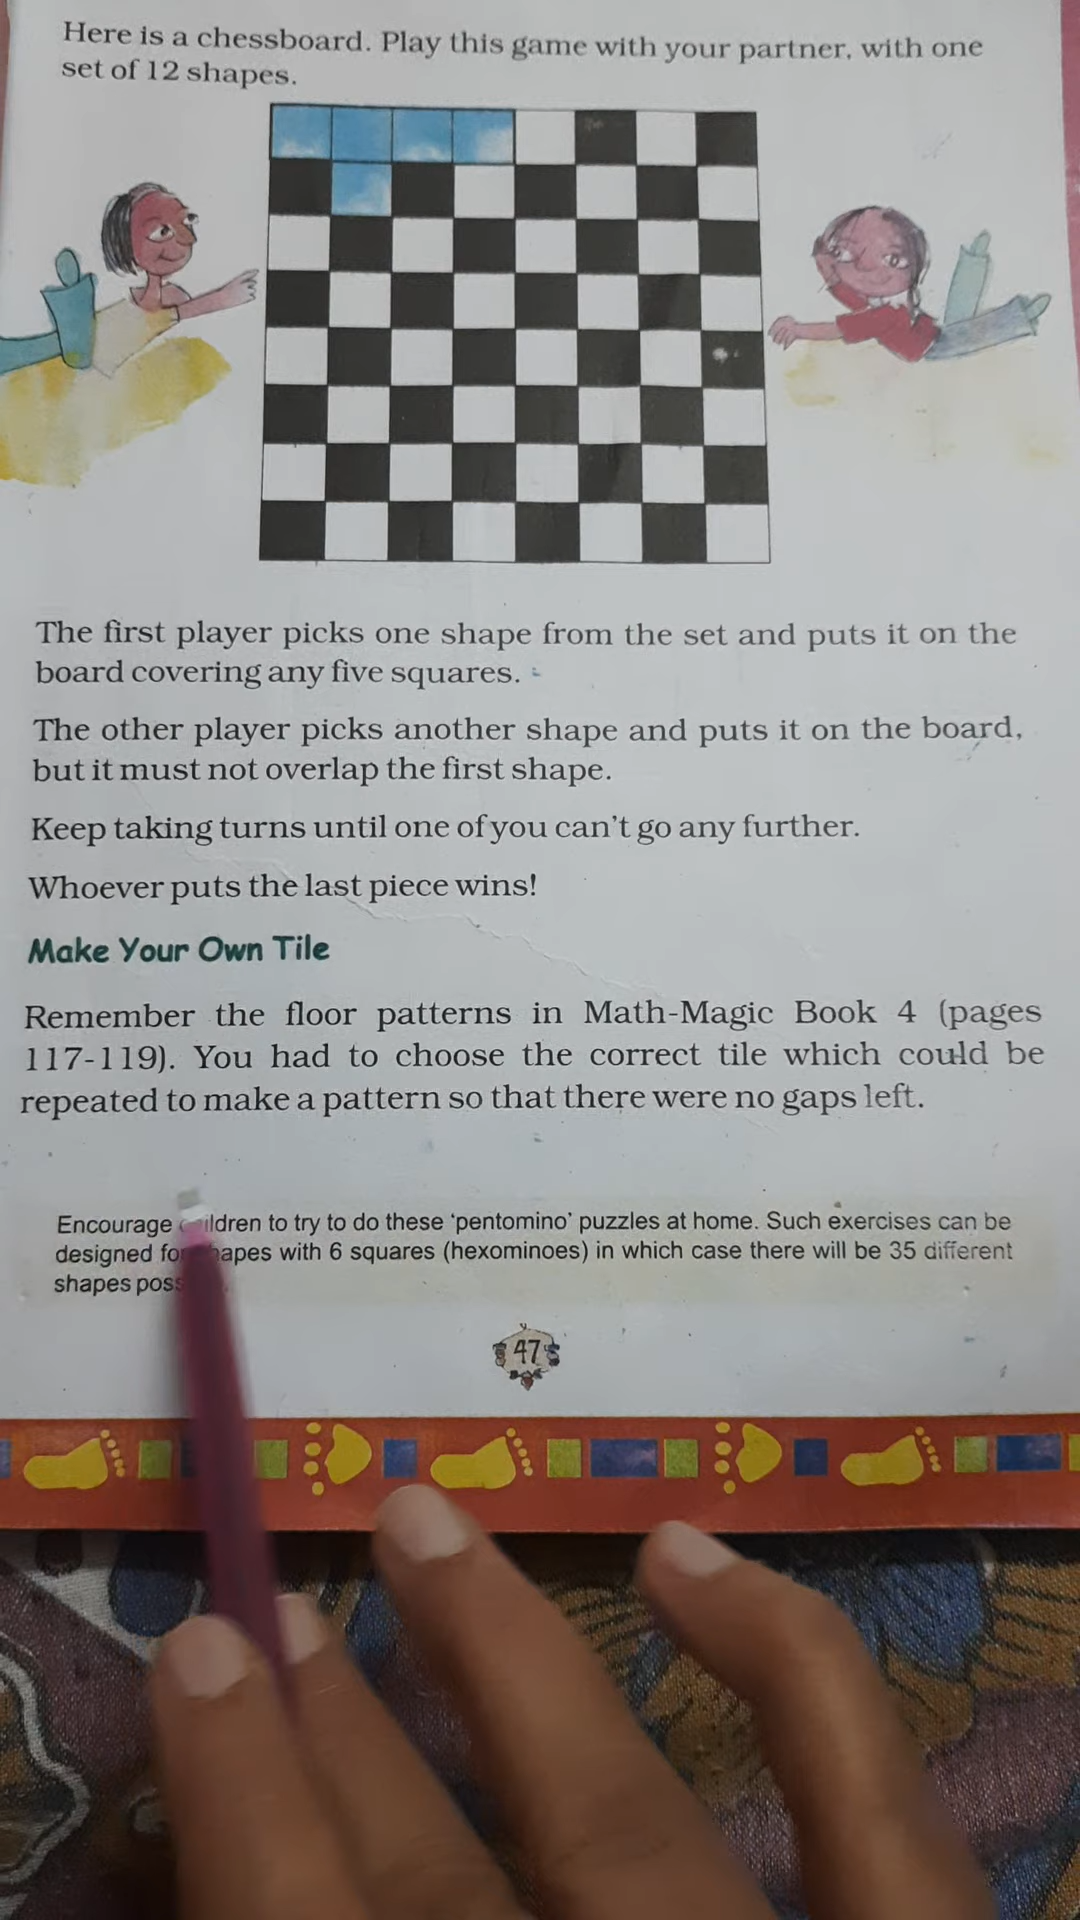 Here is a chessboard. Play this game with your partner, with one
set of 12 shapes.
The first player picks one shape from the set and puts it on the
board covering any five squares.
The other player picks another shape and puts it on the board,
but it must not overlap the first shape.
Keep taking turns until one of you can't go any further.
Whoever puts the last piece wins!
Make Your Own Tile
Remember the floor patterns in Math-Magic Book 4 (pages
117-119). You had to choose the correct tile which could be
repeated to make a pattern so that there were no gaps left.
Encourage children to try to do these 'pentomino' puzzles at home. Such exercises can be
designed for shapes with 6 squares (hexominoes) in which case there will be 35 different
shapes
47